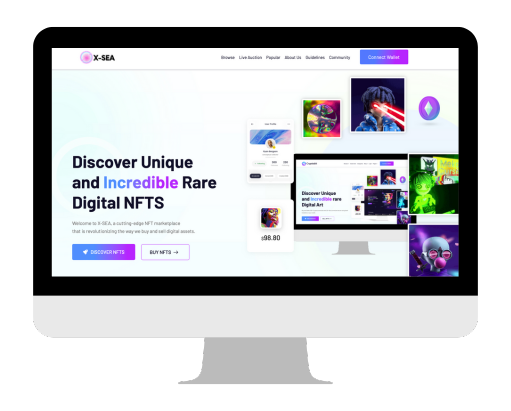 X-SEA
Browse Live Auction Popular About Us Guidelines Community Connect Wallet
Discover Unique
and Incredible Rare
Digital NFTS
Welcome to X-SEA, a cutting-edge NFT marketplace
that is revolutionizing the way we buy and sell digital assets.
DISCOVER NFTS
BUY NFTS →
$98.80
Discover Unique
and Incredible rare
Digital Art